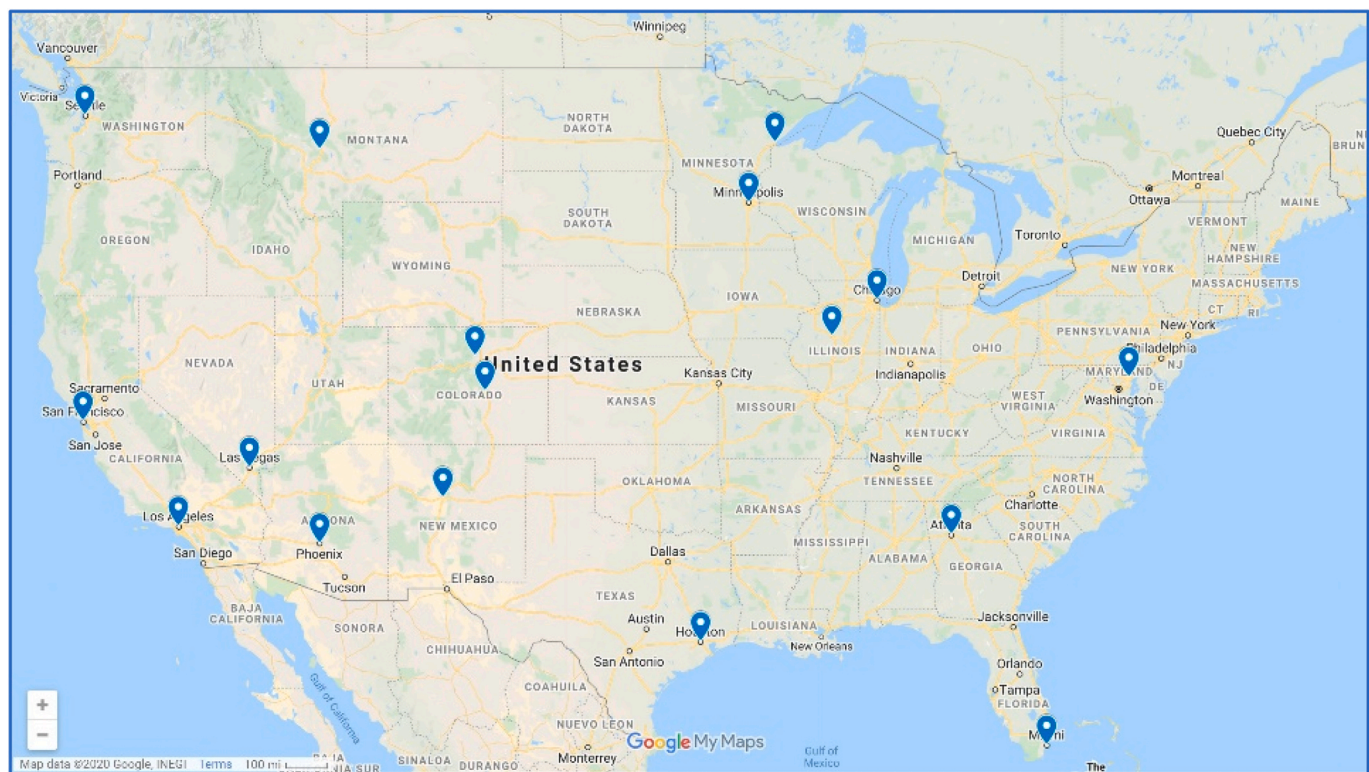 Winnipeg
Vancouver
Victoria
Seattle
WASHINGTON
MONTANA
NORTH
DAKOTA
MINNESOTA
Quebec City
Portland
Minneapolis
Montreal
Ottawa
MAINE
SOUTH
DAKOTA
WISCONSIN
OREGON
IDAHO
MICHIGAN
Toronto
VERMONT
NEW
HAMPSHIRE
WYOMING
Detroit
NEW YORK
MASSACHUSETTS
Chicago
IOWA
CT
RI
NEBRASKA
PENNSYLVANIA
New York
NEVADA
United States
ILLINOIS
INDIANA
OHIO
Philadelphia
Indianapolis
MARYLAND
NJ
UTAH
COLORADO
Kansas City
Sacramento
KANSAS
MISSOURI
WEST
VIRGINIA
Washington
DE
San Francisco
San Jose
KENTUCKY
VIRGINIA
CALIFORNIA
Las Vegas
Nashville
TENNESSEE
NORTH
CAROLINA
OKLAHOMA
Charlotte
ARKANSAS
Los Angeles
ARIZONA
NEW MEXICO
Atlanta
SOUTH
CAROLINA
MISSISSIPPI
San Diego
Phoenix
Dallas
ALABAMA
GEORGIA
Tucson
El Paso
TEXAS
BAJA
CALIFORNIA
SONORA
Austin
Houston
LOUISIANA
Jacksonville
CHIHUAHUA
San Antonio
New Orleans
Orlando
Tampa
FLORIDA
COAHUILA
Gulf of
California
NUEVO LEON
Miami
Google My Maps
Gulf of
Mexico
Monterrey
SINALOA
DURANGO
The
+
−
Map data ©2020 Google, INEGI Terms 100 mi